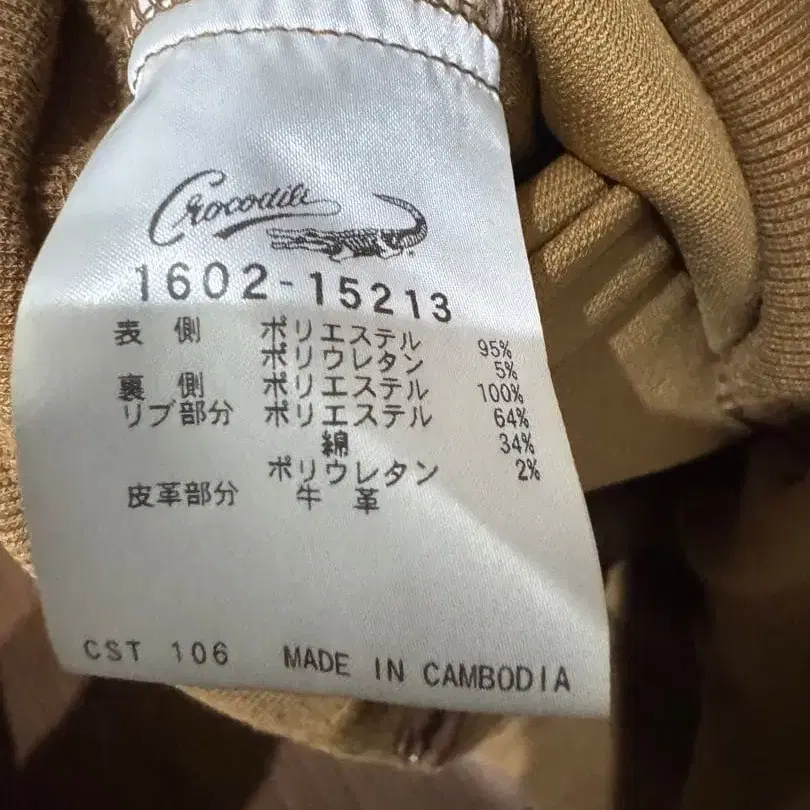 Crocodile
1602-15213
表側 ポリエステル 95%
ポリウレタン 5%
裏側 ポリエステル 100%
リブ部分 ポリエステル 64%
綿 34%
ポリウレタン 2%
皮革部分 牛革
CST 106 MADE IN CAMBODIA